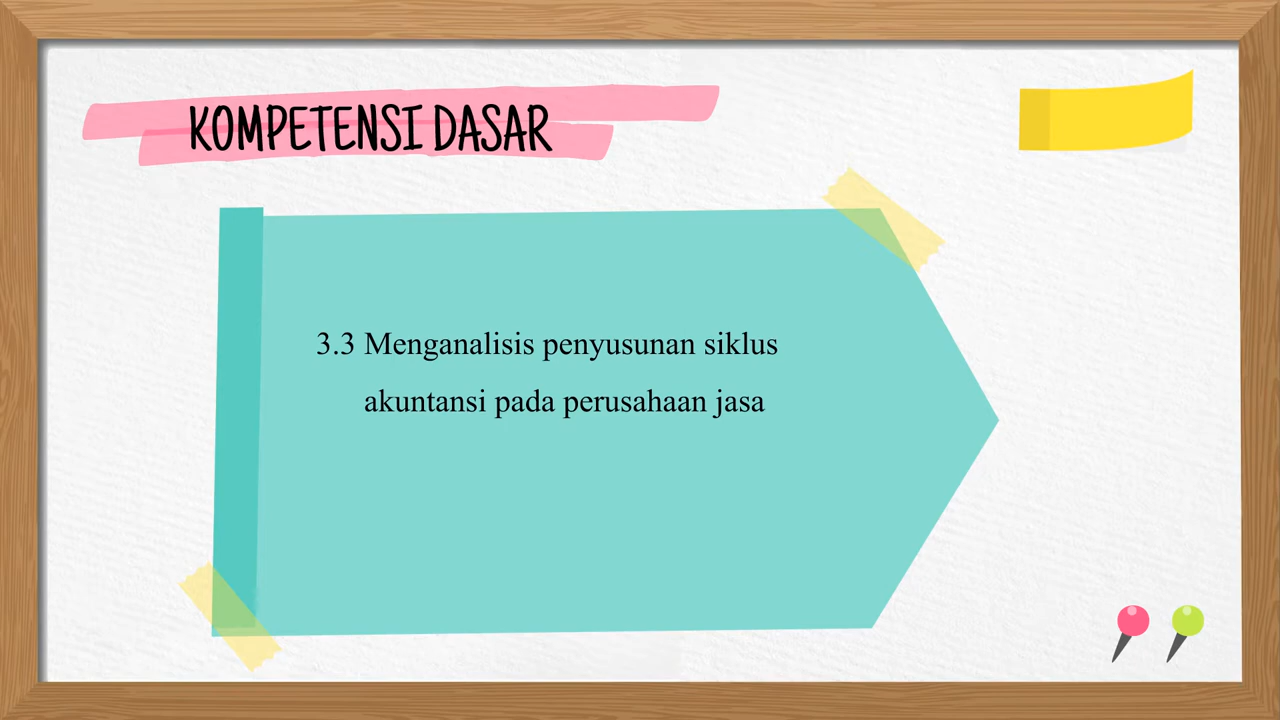 KOMPETENSI DASAR
3.3 Menganalisis penyusunan siklus
akuntansi pada perusahaan jasa